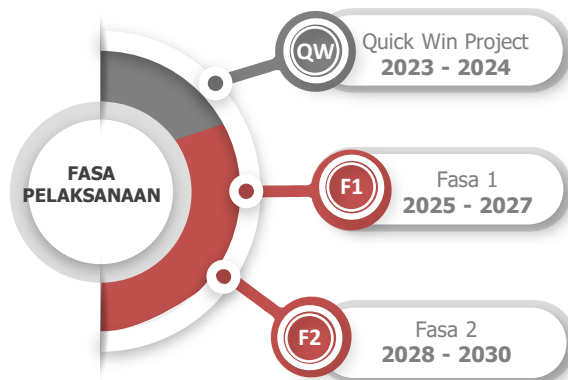 FASA
PELAKSANAAN
QW
Quick Win Project
2023 - 2024
F1
Fasa 1
2025 - 2027
F2
Fasa 2
2028 - 2030